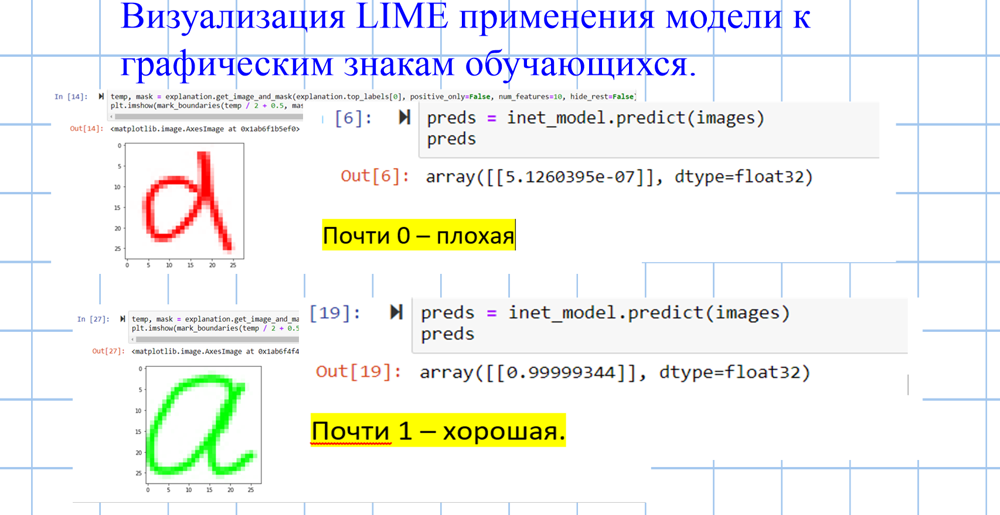 Визуализация LIME применения модели к
графическим знакам обучающихся.
In [14]: temp, mask = explanation.get_image_and_mask(explanation.top_labels[0], positive_only=False, num_features=10, hide_rest=False)
plt.imshow(mark_boundaries(temp / 2 + 0.5, mas
Out[14]: <matplotlib.image.AxesImage at 0x1ab6f1b5ef0>
0
5
10
15
20
25
0 5 10 15 20 25
[6]: preds = inet_model.predict(images)
preds
Out[6]: array([[5.1260395e-07]], dtype=float32)
Почти 0 – плохая
In [27]: temp, mask = explanation.get_image_and_ma
plt.imshow(mark_boundaries(temp / 2 + 0.5
Out[27]: <matplotlib.image.AxesImage at 0x1ab6f4f4
0
5
10
15
20
25
0 5 10 15 20 25
[19]: preds = inet_model.predict(images)
preds
Out[19]: array([[0.99999344]], dtype=float32)
Почти 1 – хорошая.